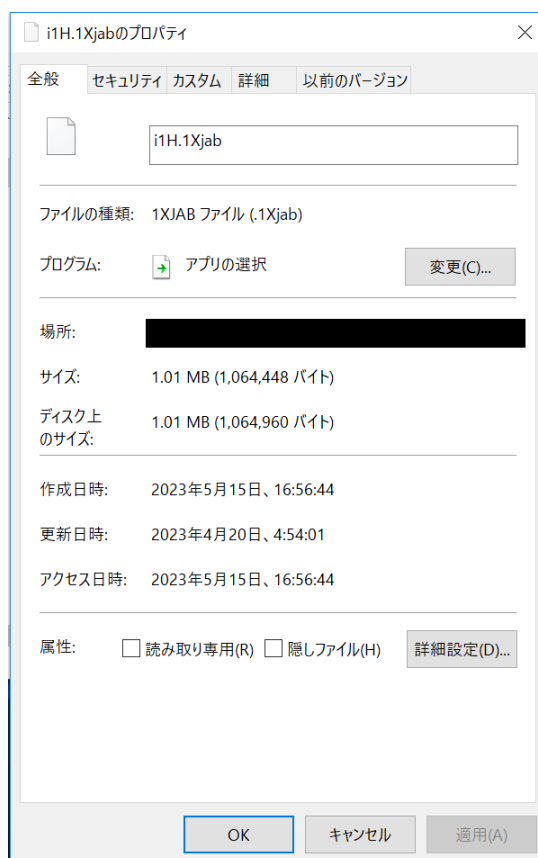 i1H.1Xjabのプロパティ
全般 セキュリティ カスタム 詳細 以前のバージョン
i1H.1Xjab
ファイルの種類: 1XJAB ファイル (.1Xjab)
プログラム: アプリの選択 変更(C)...
場所:
サイズ: 1.01 MB (1,064,448 バイト)
ディスク上
のサイズ: 1.01 MB (1,064,960 バイト)
作成日時: 2023年5月15日、16:56:44
更新日時: 2023年4月20日、4:54:01
アクセス日時: 2023年5月15日、16:56:44
属性: 読み取り専用(R) 隠しファイル(H) 詳細設定(D)...
OK キャンセル 適用(A)